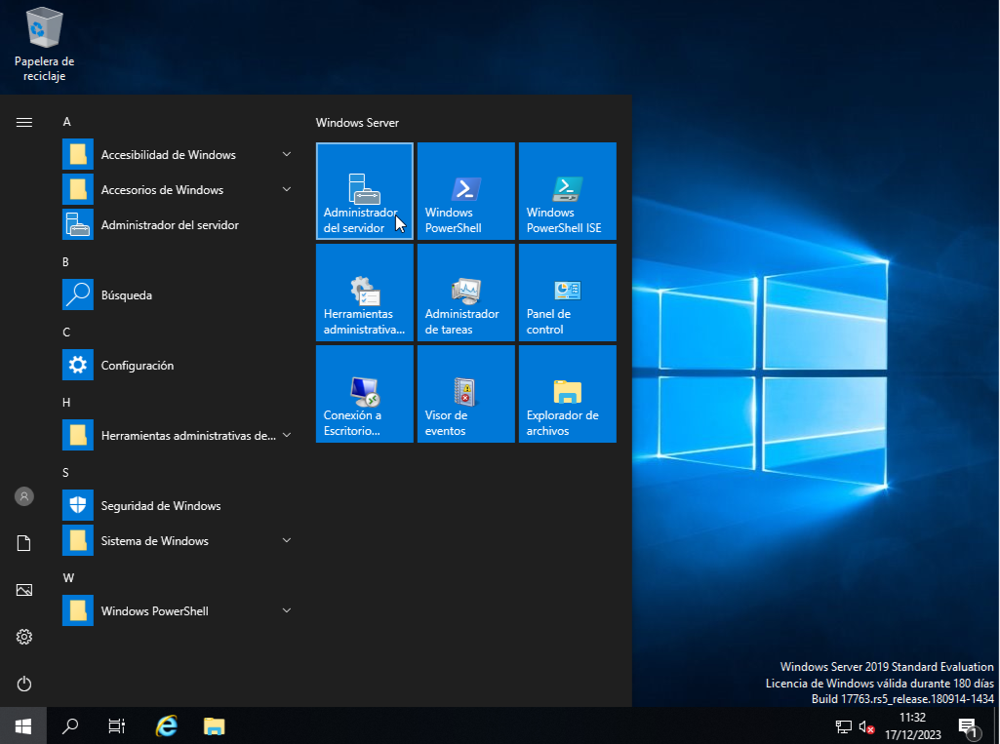 Papelera de
reciclaje
A
Accesibilidad de Windows
Accesorios de Windows
Administrador del servidor
B
Búsqueda
C
Configuración
H
Herramientas administrativas de...
S
Seguridad de Windows
Sistema de Windows
W
Windows PowerShell
Windows Server
Administrador
del servidor
Windows
PowerShell
Windows
PowerShell ISE
Herramientas
administrativa...
Administrador
de tareas
Panel de
control
Conexión a
Escritorio...
Visor de
eventos
Explorador de
archivos
Windows Server 2019 Standard Evaluation
Licencia de Windows válida durante 180 días
Build 17763.rs5_release.180914-1434
11:32
17/12/2023
1